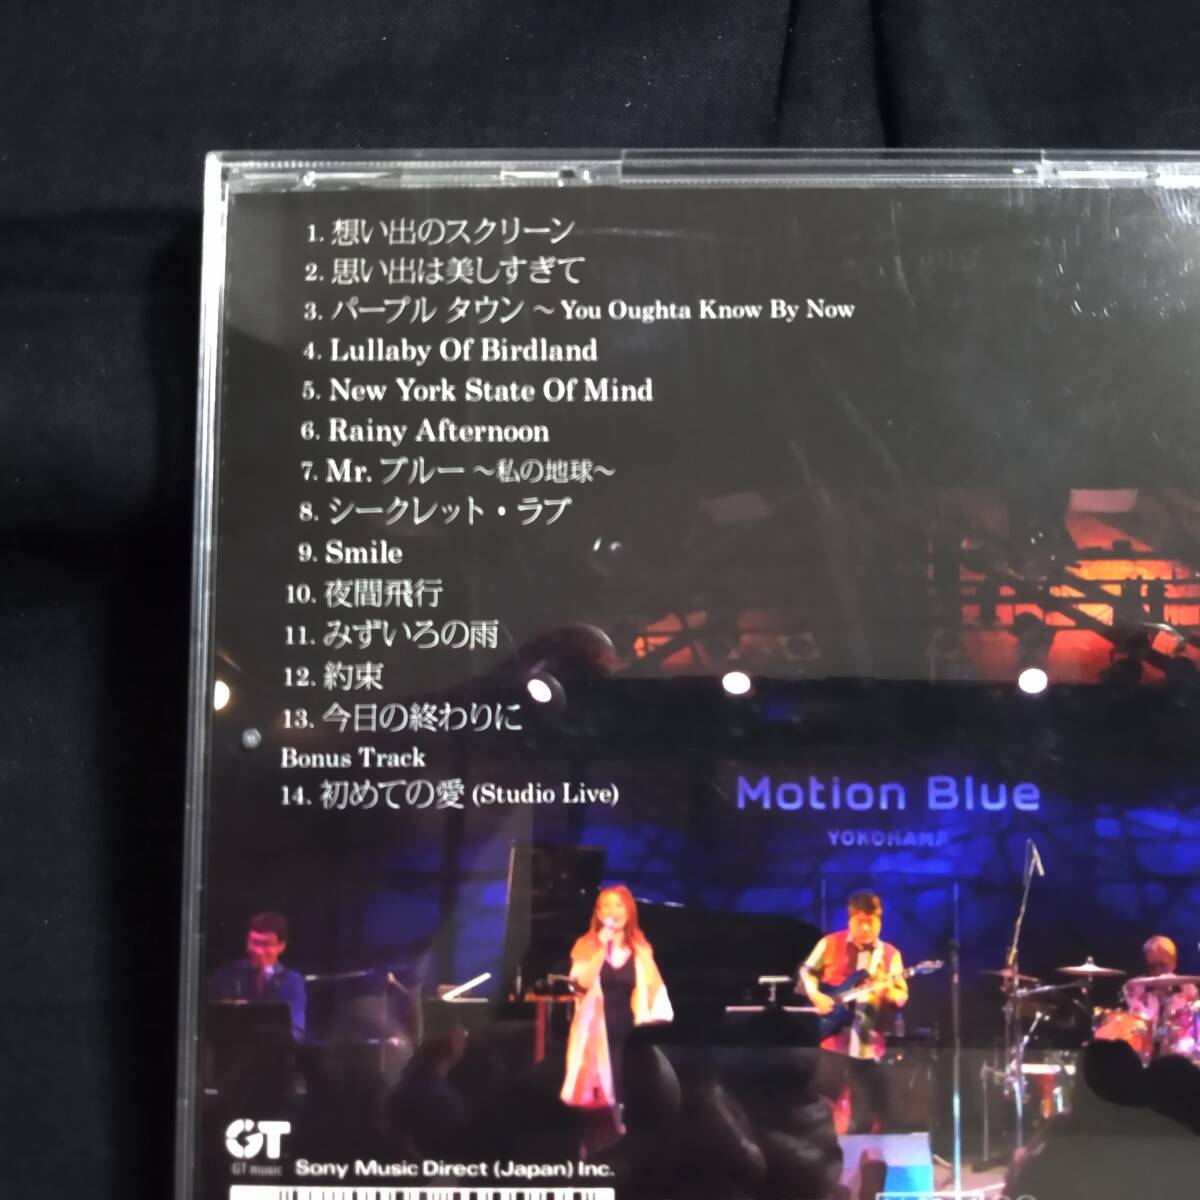 1. 想い出のスクリーン
2. 思い出は美しすぎて
3. パープル タウン ～ You Oughta Know By Now
4. Lullaby Of Birdland
5. New York State Of Mind
6. Rainy Afternoon
7. Mr. ブルー ～私の地球～
8. シークレット・ラブ
9. Smile
10. 夜間飛行
11. みずいろの雨
12. 約束
13. 今日の終わりに
Bonus Track
14. 初めての愛 (Studio Live)
Motion Blue
YOKOHAMA
GT
GT music
Sony Music Direct (Japan) Inc.